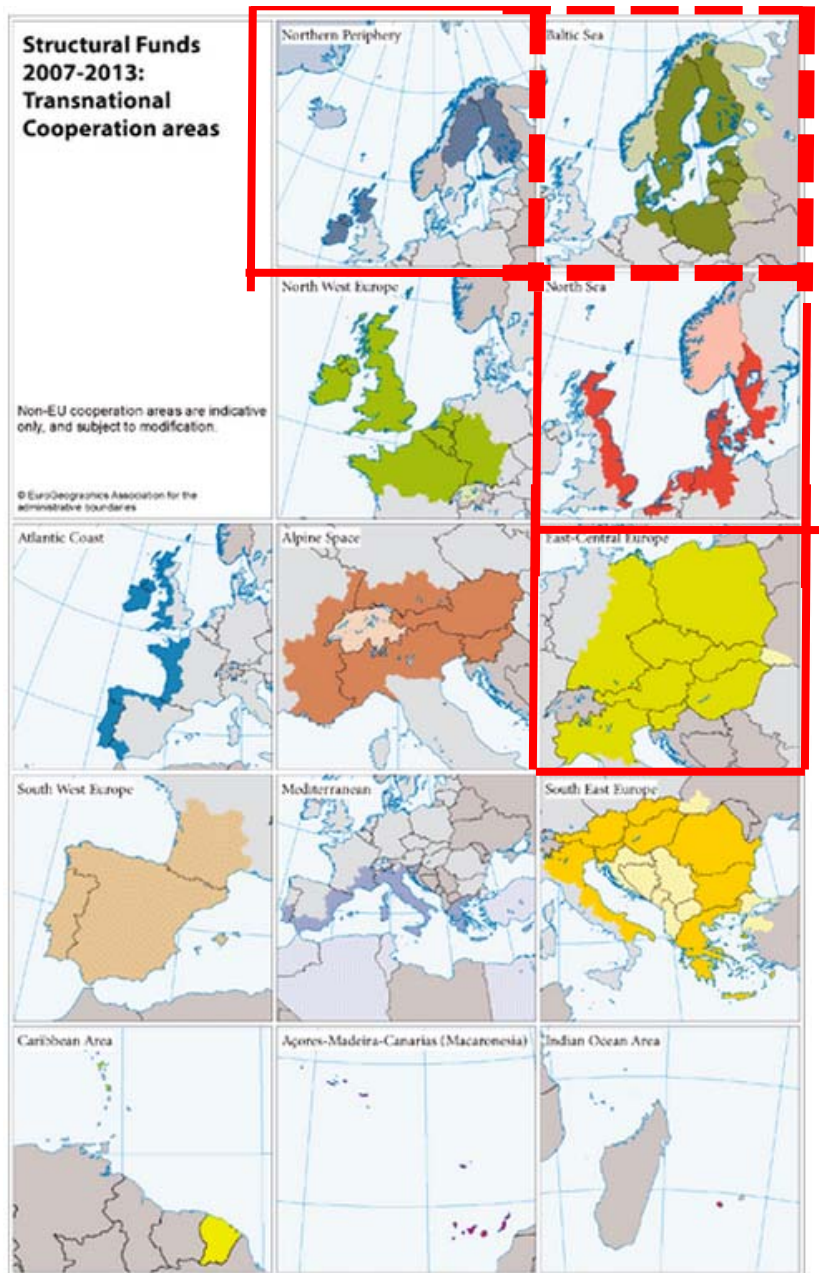 Structural Funds
2007-2013:
Transnational
Cooperation areas
Northern Periphery
Baltic Sea
North West Europe
North Sea
Non-EU cooperation areas are indicative
only, and subject to modification.
© EuroGeographics Association for the
administrative boundaries
Atlantic Coast
Alpine Space
East-Central Europe
South West Europe
Mediterranean
South East Europe
Caribbean Area
Açores-Madeira-Canarias (Macaronesia)
Indian Ocean Area